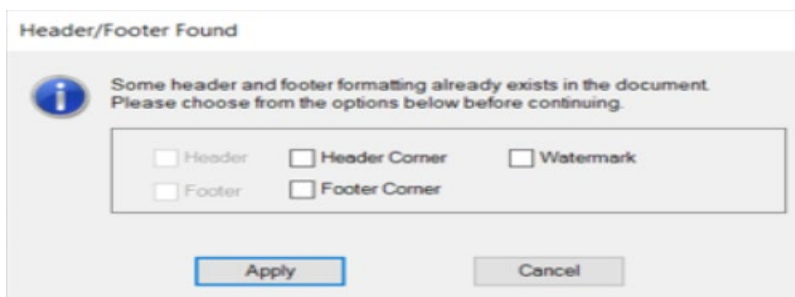 Header/Footer Found
Some header and footer formatting already exists in the document.
Please choose from the options below before continuing.
Header Header Corner Watermark
Footer Footer Corner
Apply Cancel